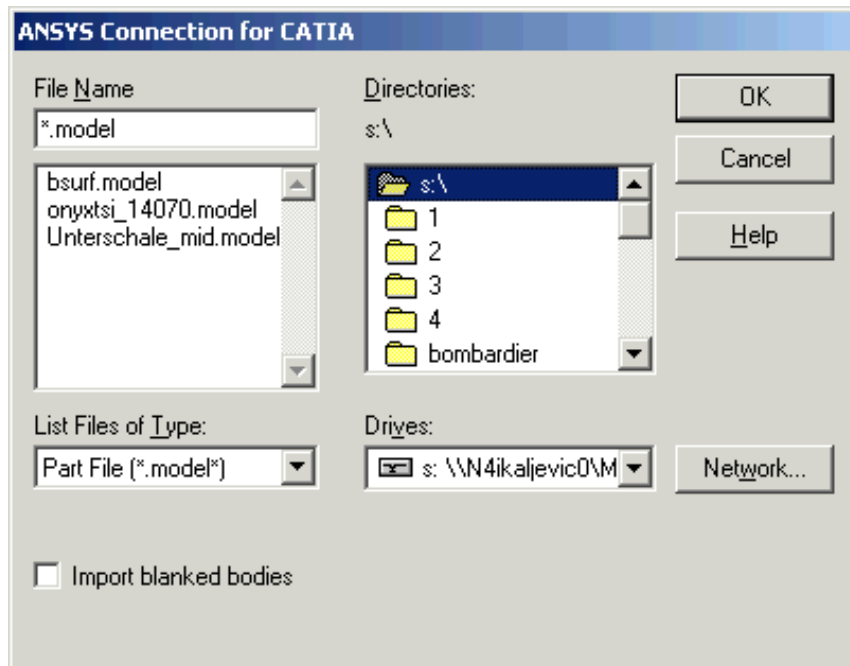 ANSYS Connection for CATIA
File Name
*.model
bsurf.model
onyxtsi_14070.model
Unterschale_mid.model
List Files of Type:
Part File (*.model*)
Import blanked bodies
Directories:
s:\
s:\
1
2
3
4
bombardier
Drives:
s: \\N4ikaljevic0\M
OK
Cancel
Help
Network...